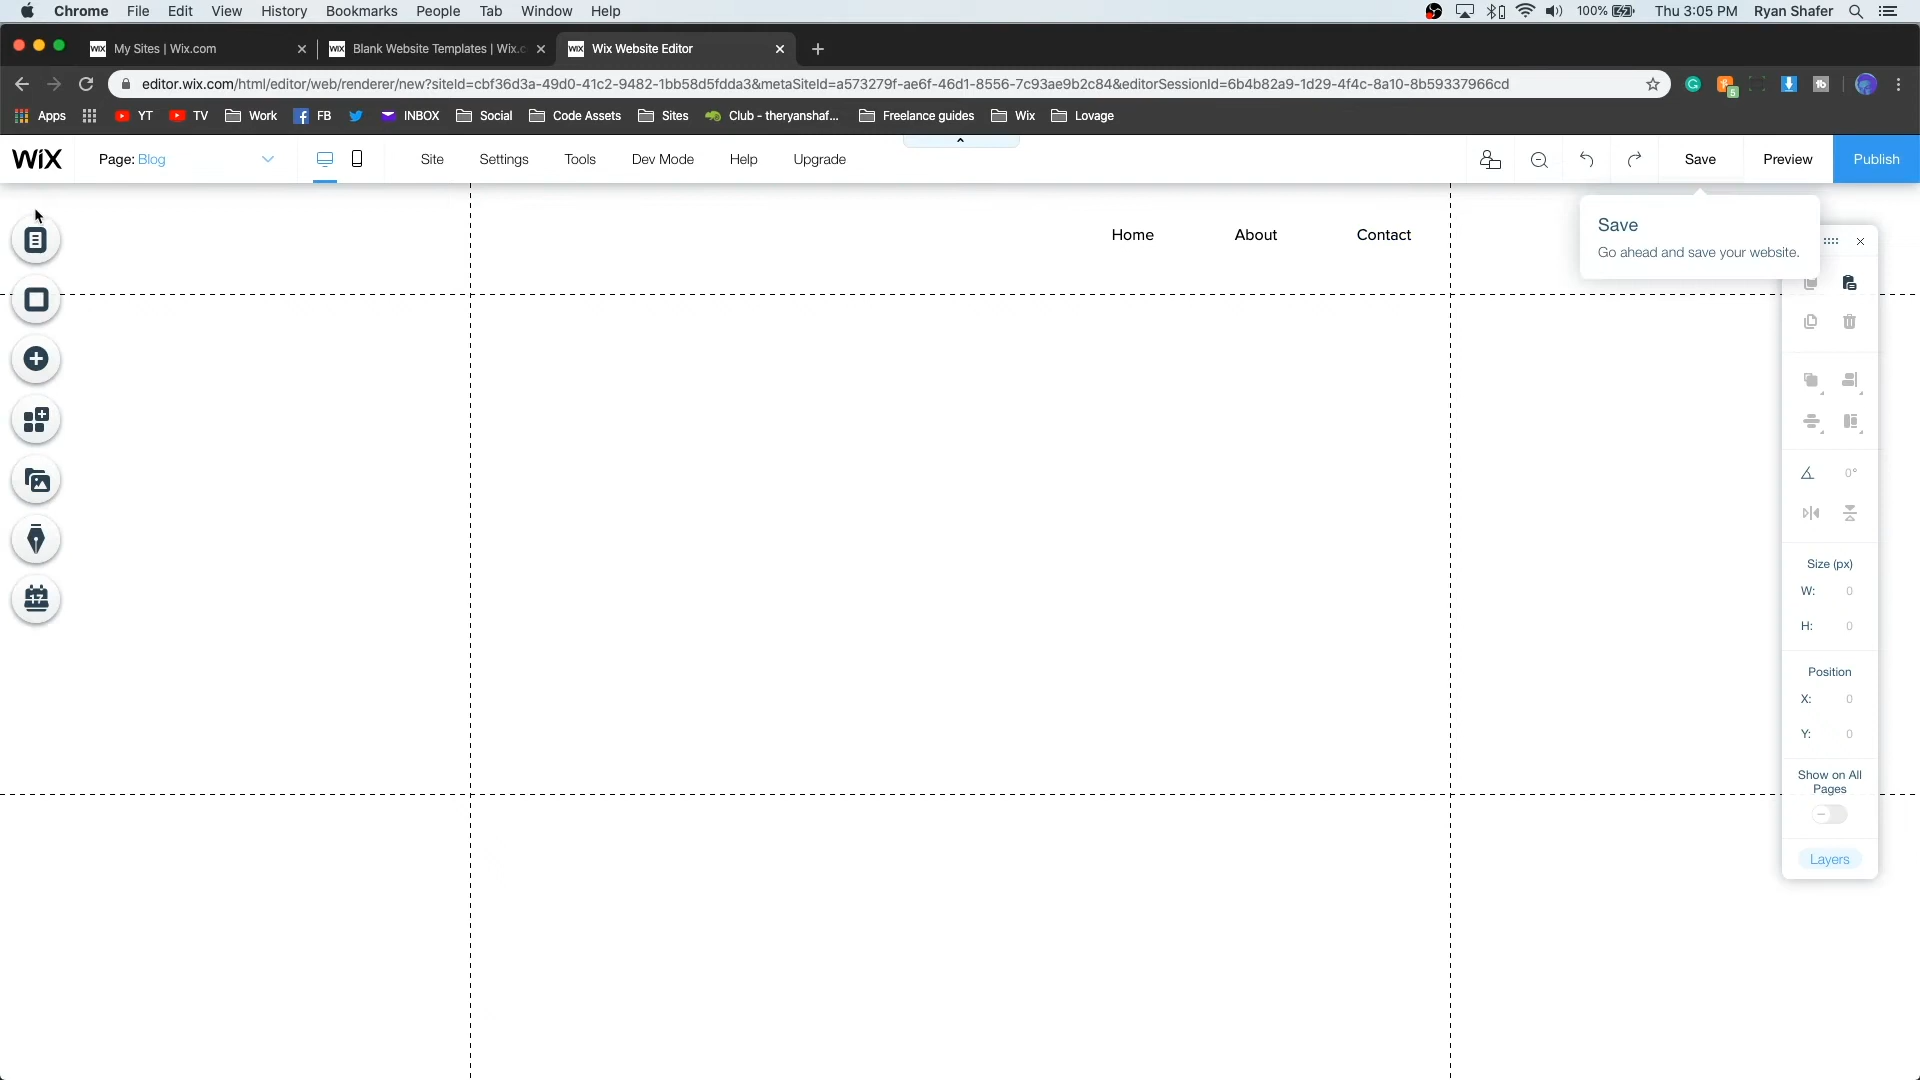 Chrome File Edit View History Bookmarks People Tab Window Help 100% Thu 3:05 PM Ryan Shafer
WiX My Sites | Wix.com WiX Blank Website Templates | Wix.c WiX Wix Website Editor
editor.wix.com/html/editor/web/renderer/new?siteId=cbf36d3a-49d0-41c2-9482-1bb58d5fdda3&metaSiteId=a573279f-ae6f-46d1-8556-7c93ae9b2c84&editorSessionId=6b4b82a9-1d29-4f4c-8a10-8b59337966cd
5
Apps YT TV Work FB INBOX Social Code Assets Sites Club - theryanshaf... Freelance guides Wix Lovage
WiX Page: Blog Site Settings Tools Dev Mode Help Upgrade Save Preview Publish
Home About Contact
Save
Go ahead and save your website.
0°
17
Size (px)
W: 0
H: 0
Position
X: 0
Y: 0
Show on All
Pages
Layers